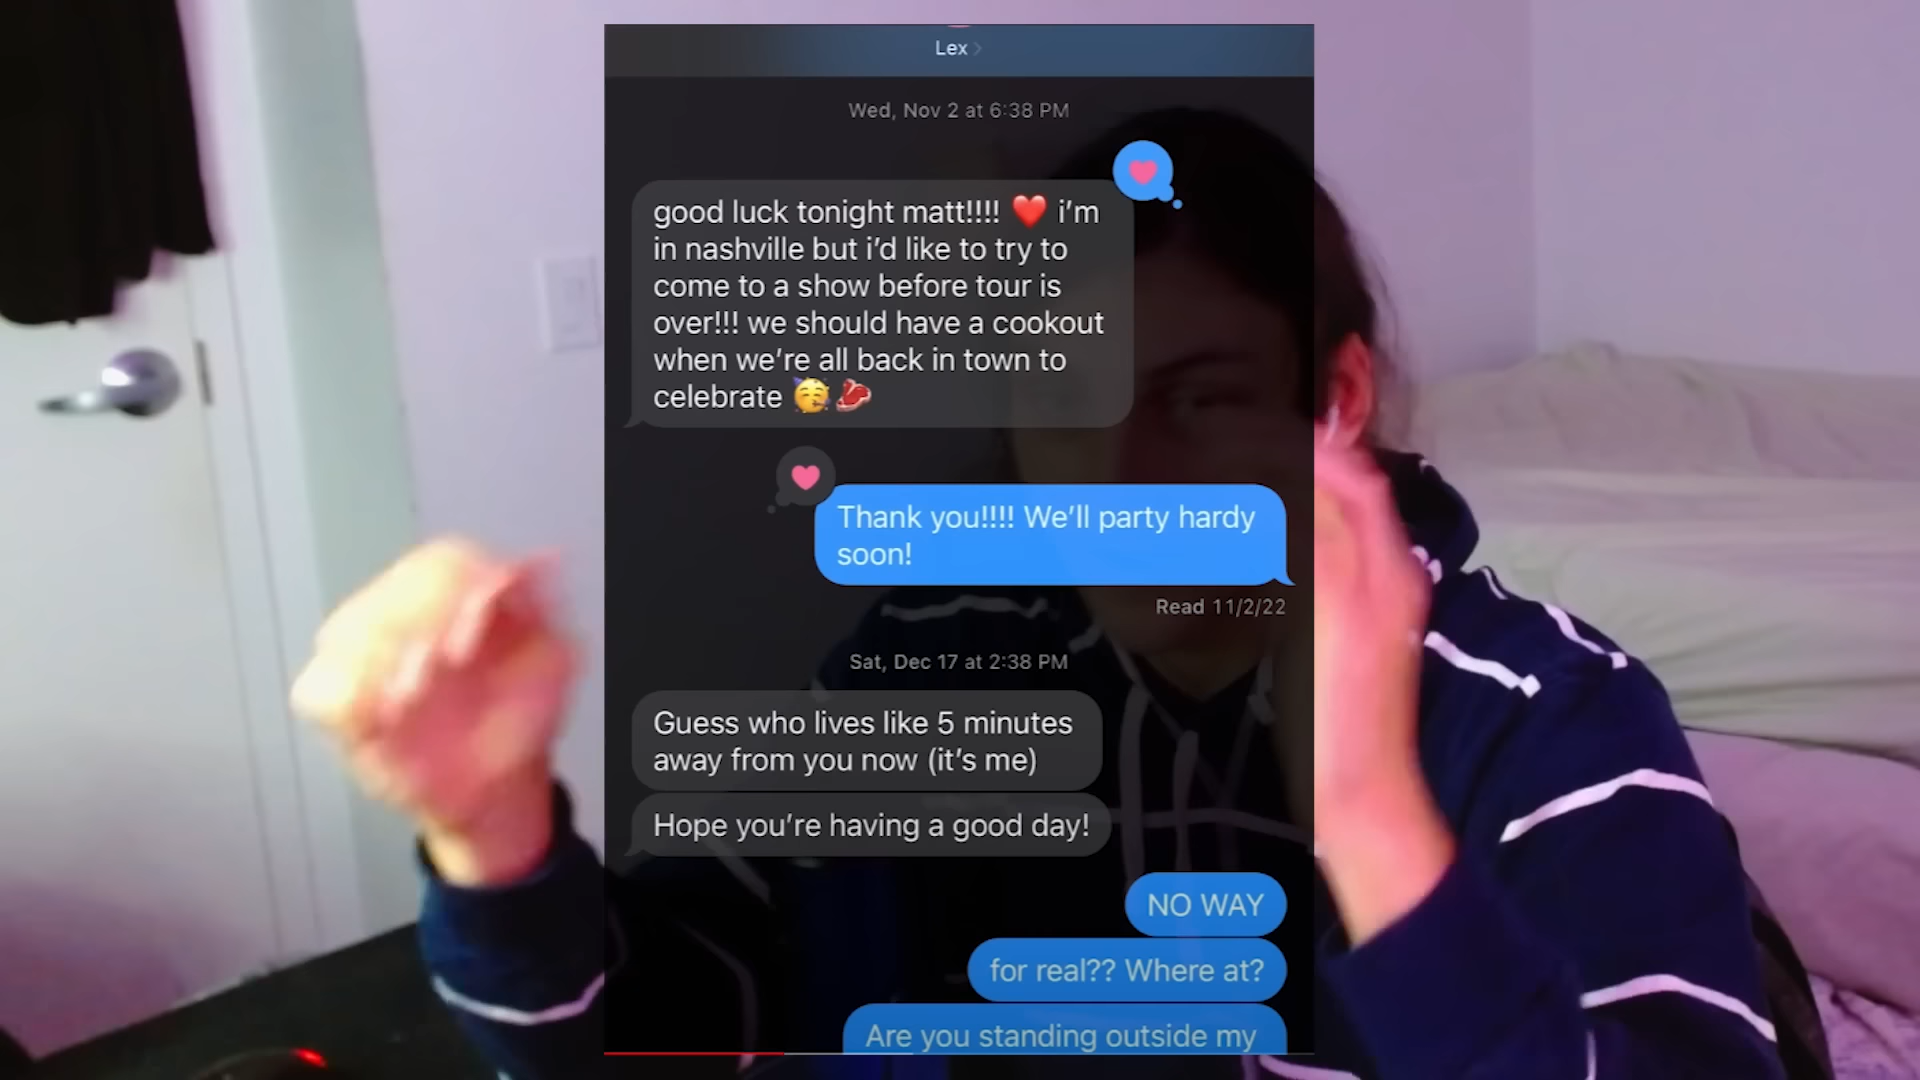 Lex
Wed, Nov 2 at 6:38 PM
good luck tonight matt!!!! ❤️ i’m
in nashville but i’d like to try to
come to a show before tour is
over!!! we should have a cookout
when we’re all back in town to
celebrate 🥳🥩
Thank you!!!! We’ll party hardy
soon!
Read 11/2/22
Sat, Dec 17 at 2:38 PM
Guess who lives like 5 minutes
away from you now (it’s me)
Hope you’re having a good day!
NO WAY
for real?? Where at?
Are you standing outside my